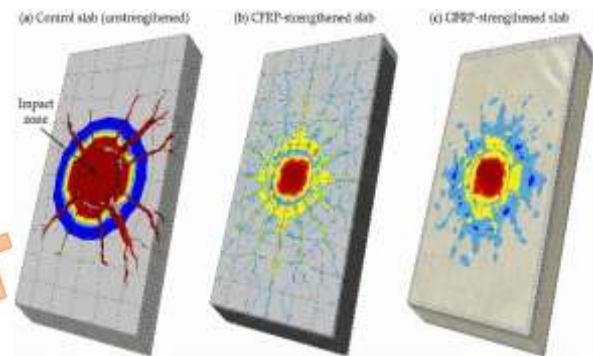 (a) Control slab (unstrengthened)
(b) CFRP-strengthened slab
(c) GFRP-strengthened slab
Impact
zone